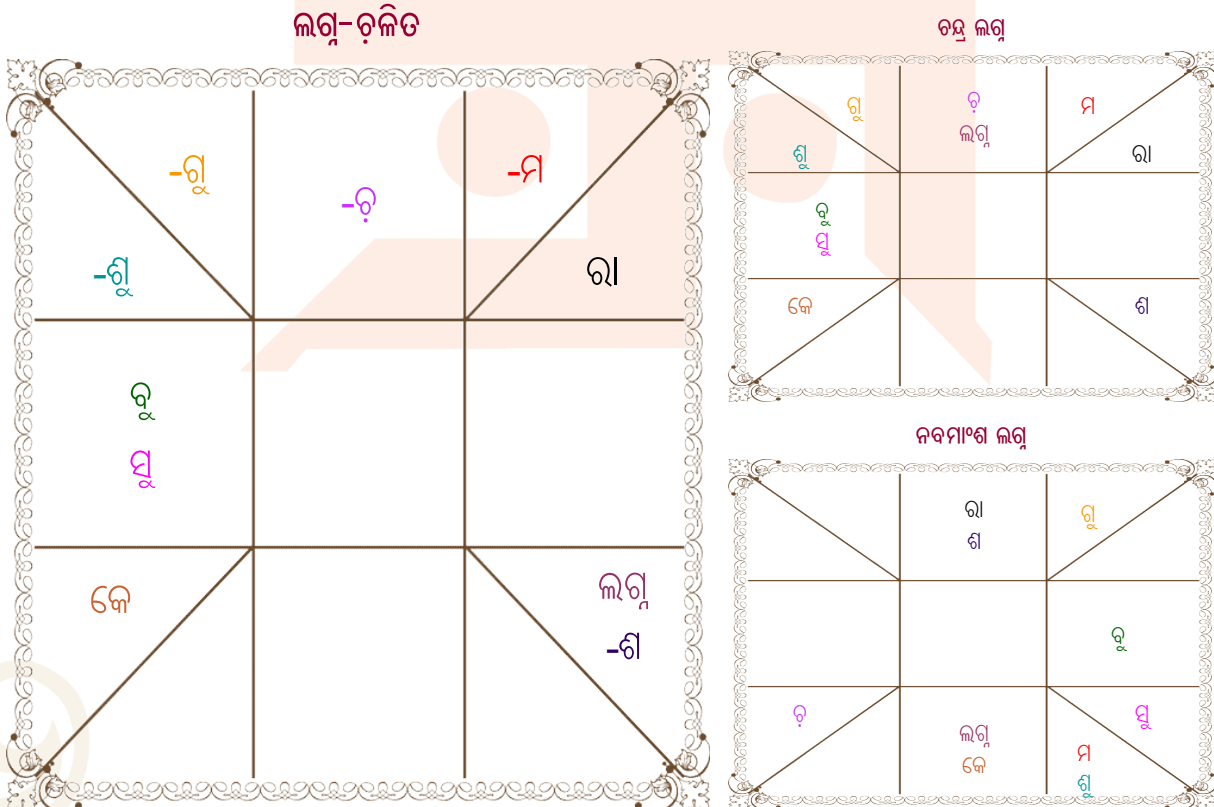 ଲଗ୍ନ-ଚ଼ଳିତ
-ଗୁ
-ଚ଼
-ମ
-ଶୁ
ରା
ବୁ
ସୁ
କେ
ଲଗ୍ନ
-ଶ
ଚନ୍ଦ୍ର ଲଗ୍ନ
ଗୁ
ଚ଼
ମ
ଲଗ୍ନ
ଶୁ
ରା
ବୁ
ସୁ
କେ
ଶ
ନବମାଂଶ ଲଗ୍ନ
ରା
ଗୁ
ଶ
ବୁ
ଚ଼
ସୁ
ଲଗ୍ନ
ମ
କେ
ଶୁ